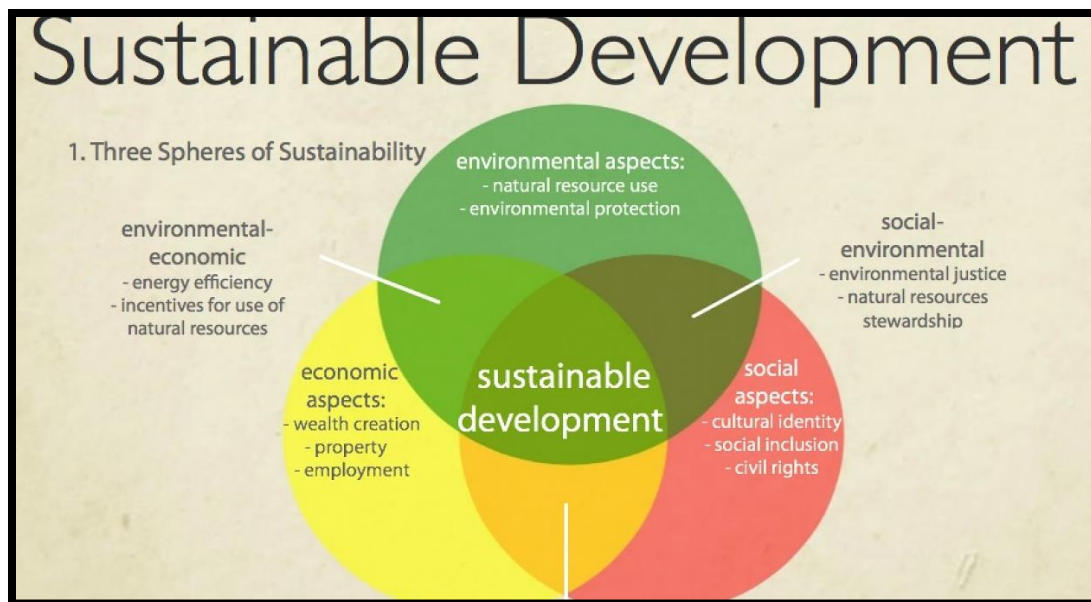 Sustainable Development
1. Three Spheres of Sustainability
environmental aspects:
- natural resource use
- environmental protection
environmental-
economic
- energy efficiency
- incentives for use of
natural resources
social-
environmental
- environmental justice
- natural resources
stewardship
economic
aspects:
- wealth creation
- property
- employment
sustainable
development
social
aspects:
- cultural identity
- social inclusion
- civil rights